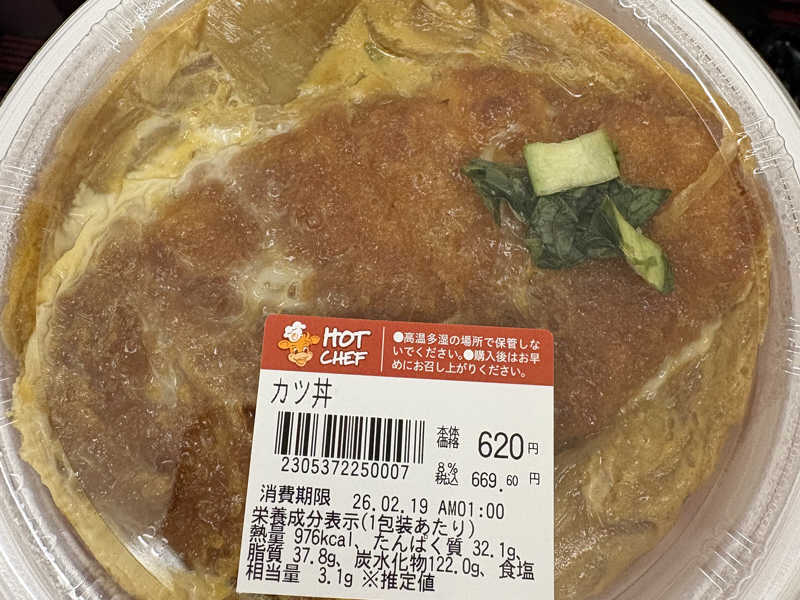 HOT
CHEF
●高温多湿の場所で保管しな
いでください。●購入後はお早
めにお召し上がりください。
カツ丼
本体
価格 620円
2305372250007
8%
税込 669.60 円
消費期限 26.02.19 AM01:00
栄養成分表示(1包装あたり)
熱量 976kcal、たんぱく質 32.1g、
脂質 37.8g、炭水化物122.0g、食塩
相当量 3.1g ※推定値